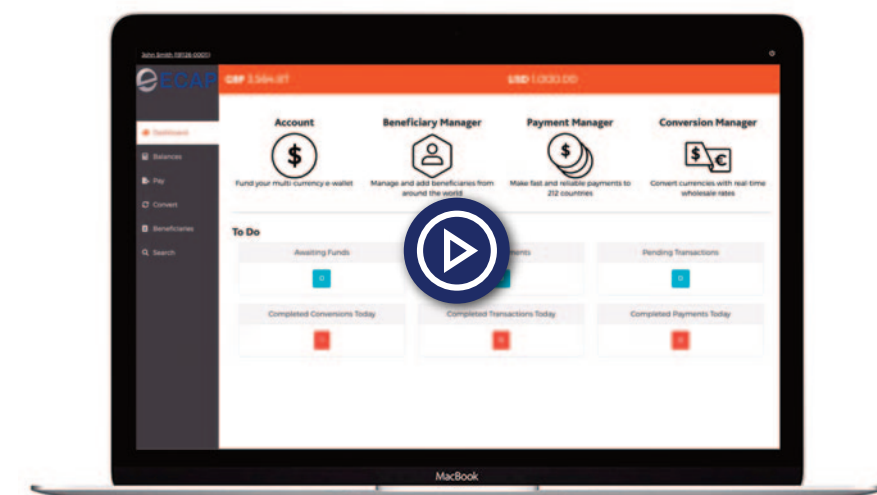 ECAP
GBP 3,564.87
USD 1,000.00
Account
Beneficiary Manager
Payment Manager
Conversion Manager
Fund your multi currency e-wallet
Manage and add beneficiaries from
around the world
Make fast and reliable payments to
212 countries
Convert currencies with real-time
wholesale rates
Dashboard
Balances
Pay
Convert
Beneficiaries
Search
To Do
Awaiting Funds
Pending Transactions
0
0
Completed Conversions Today
Completed Transactions Today
Completed Payments Today
MacBook